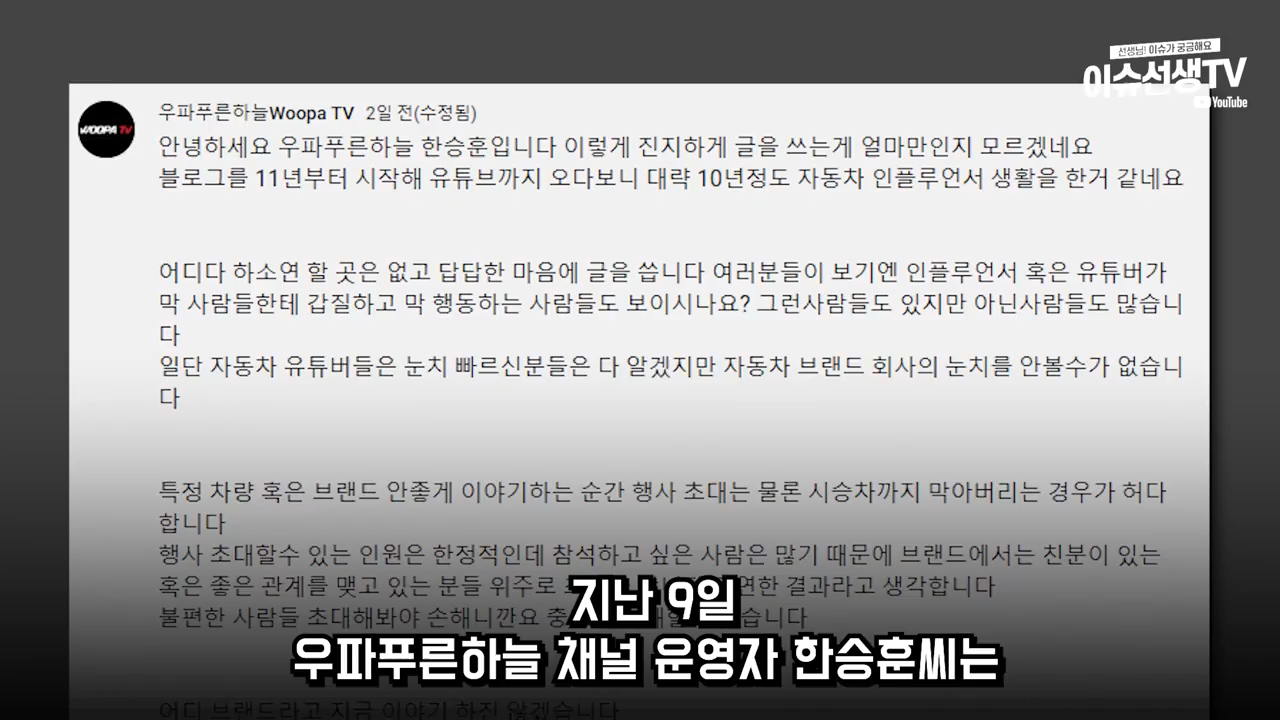 선생님! 이슈가 궁금해요
이슈선생TV
YouTube
WOOPA TV
우파푸른하늘Woopa TV 2일 전(수정됨)
안녕하세요 우파푸른하늘 한승훈입니다 이렇게 진지하게 글을 쓰는게 얼마만인지 모르겠네요
블로그를 11년부터 시작해 유튜브까지 오다보니 대략 10년정도 자동차 인플루언서 생활을 한거 같네요
어디다 하소연 할 곳은 없고 답답한 마음에 글을 씁니다 여러분들이 보기엔 인플루언서 혹은 유튜버가
막 사람들한테 갑질하고 막 행동하는 사람들도 보이시나요? 그런사람들도 있지만 아닌사람들도 많습니
다
일단 자동차 유튜버들은 눈치 빠르신분들은 다 알겠지만 자동차 브랜드 회사의 눈치를 안볼수가 없습니
다
특정 차량 혹은 브랜드 안좋게 이야기하는 순간 행사 초대는 물론 시승차까지 막아버리는 경우가 허다
합니다
행사 초대할수 있는 인원은 한정적인데 참석하고 싶은 사람은 많기 때문에 브랜드에서는 친분이 있는
혹은 좋은 관계를 맺고 있는 분들 위주로 결과라고 생각합니다
불편한 사람들 초대해봐야 손해니깐요
지난 9일
우파푸른하늘 채널 운영자 한승훈씨는
어디 브랜드라고 지금 이야기 하진 않겠습니다